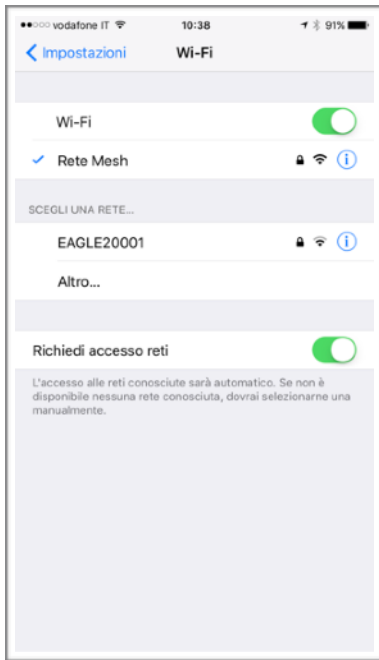 vodafone IT 10:38 91%
Impostazioni Wi-Fi
Wi-Fi
Rete Mesh
SCEGLI UNA RETE...
EAGLE20001
Altro...
Richiedi accesso reti
L'accesso alle reti conosciute sarà automatico. Se non è
disponibile nessuna rete conosciuta, dovrai selezionarne una
manualmente.